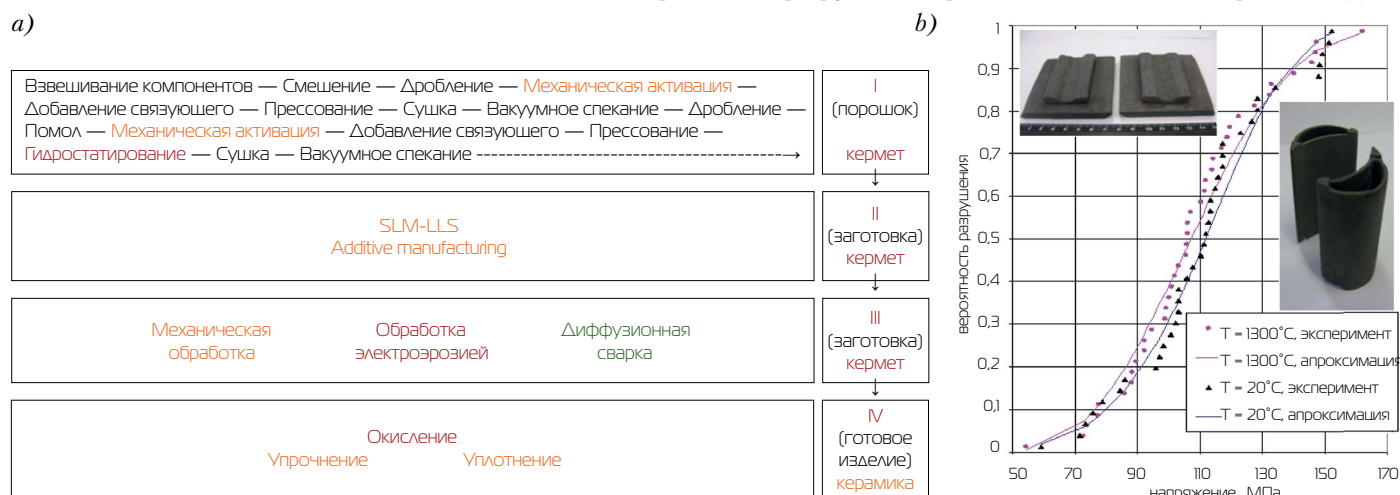 a)
Взвешивание компонентов — Смешение — Дробление — Механическая активация —
Добавление связующего — Прессование — Сушка — Вакуумное спекание — Дробление —
Помол — Механическая активация — Добавление связующего — Прессование —
Гидростатирование — Сушка — Вакуумное спекание
I
(порошок)
кермет
SLM-LLS
Additive manufacturing
II
(заготовка)
кермет
Механическая
обработка
Обработка
электроэрозией
Диффузионная
сварка
III
(заготовка)
кермет
Окисление
Упрочнение Уплотнение
IV
(готовое
изделие)
керамика
b)
вероятность разрушения
1
0,9
0,8
0,7
0,6
0,5
0,4
0,3
0,2
0,1
0
50 70 90 110 130 150 170
напряжение, МПа
T = 1300°C, эксперимент
T = 1300°C, апроксимация
T = 20°C, эксперимент
T = 20°C, апроксимация